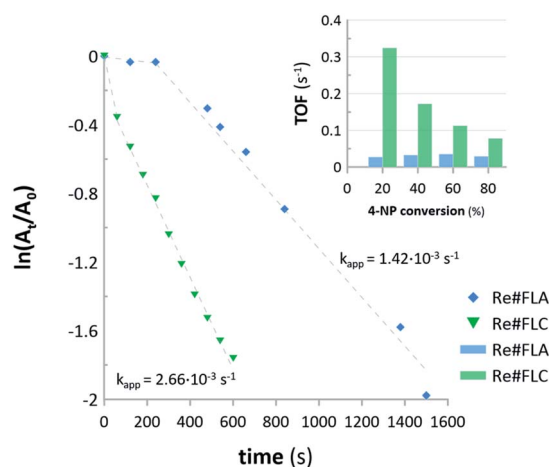 0
-0.4
-0.8
-1.2
-1.6
-2
ln(At/A0)
0 200 400 600 800 1000 1200 1400 1600
time (s)
kapp = 2.66·10-3 s-1
kapp = 1.42·10-3 s-1
0.4
0.3
0.2
0.1
0
TOF (s-1)
0 20 40 60 80
4-NP conversion (%)
Re#FLA
Re#FLC
Re#FLA
Re#FLC